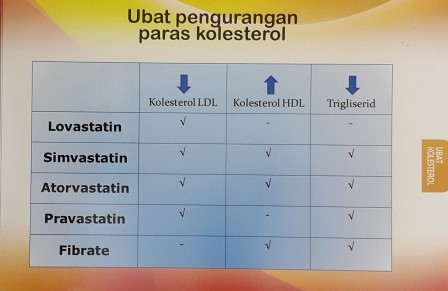 Ubat pengurangan
paras kolesterol
Kolesterol LDL Kolesterol HDL Trigliserid
Lovastatin √ - -
Simvastatin √ √ √
Atorvastatin √ √ √
Pravastatin √ - √
Fibrate - √ √
UBAT
KOLESTEROL